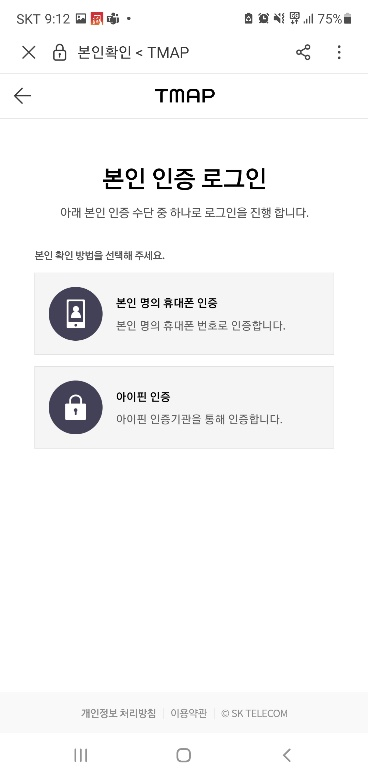 SKT 9:12
75%
본인확인 < TMAP
TMAP
본인 인증 로그인
아래 본인 인증 수단 중 하나로 로그인을 진행 합니다.
본인 확인 방법을 선택해 주세요.
본인 명의 휴대폰 인증
본인 명의 휴대폰 번호로 인증합니다.
아이핀 인증
아이핀 인증기관을 통해 인증합니다.
개인정보 처리방침 이용약관 © SK TELECOM